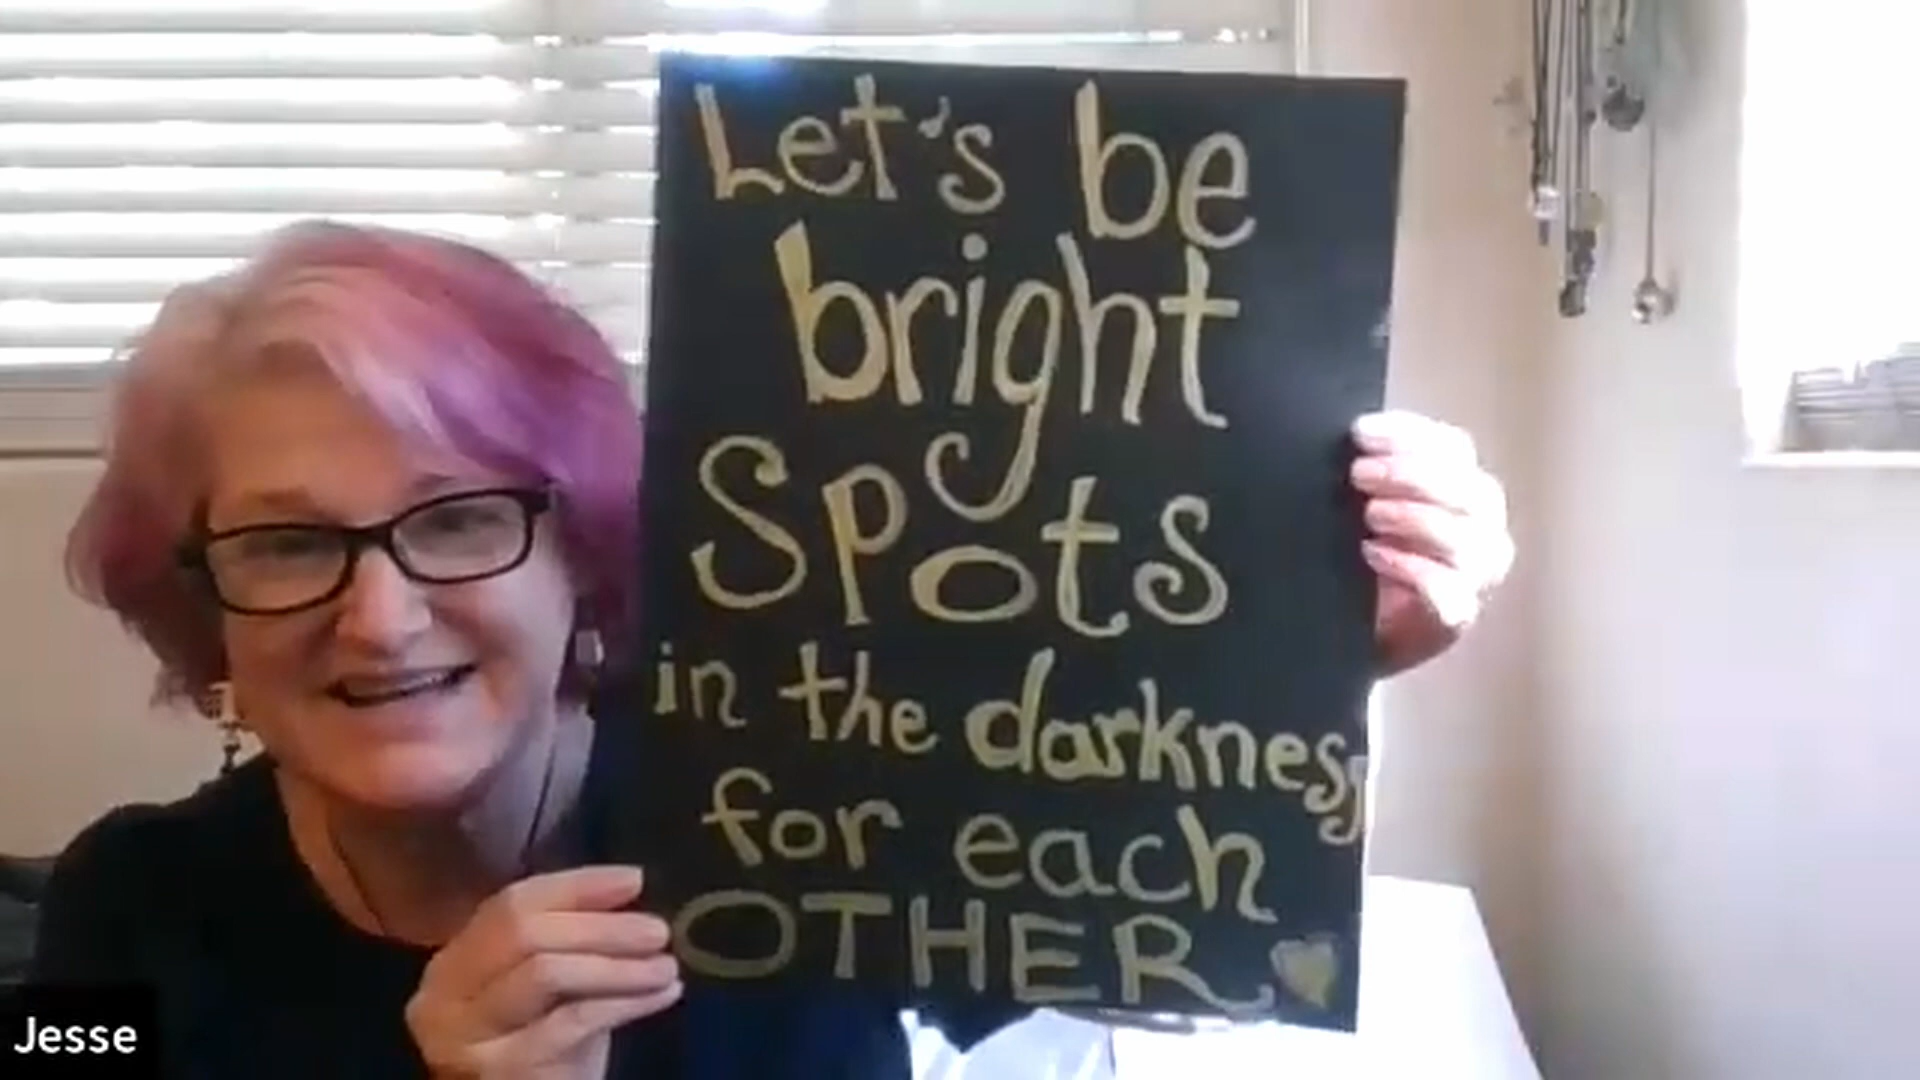 Let's be
bright
Spots
in the darkness
for each
OTHER
Jesse